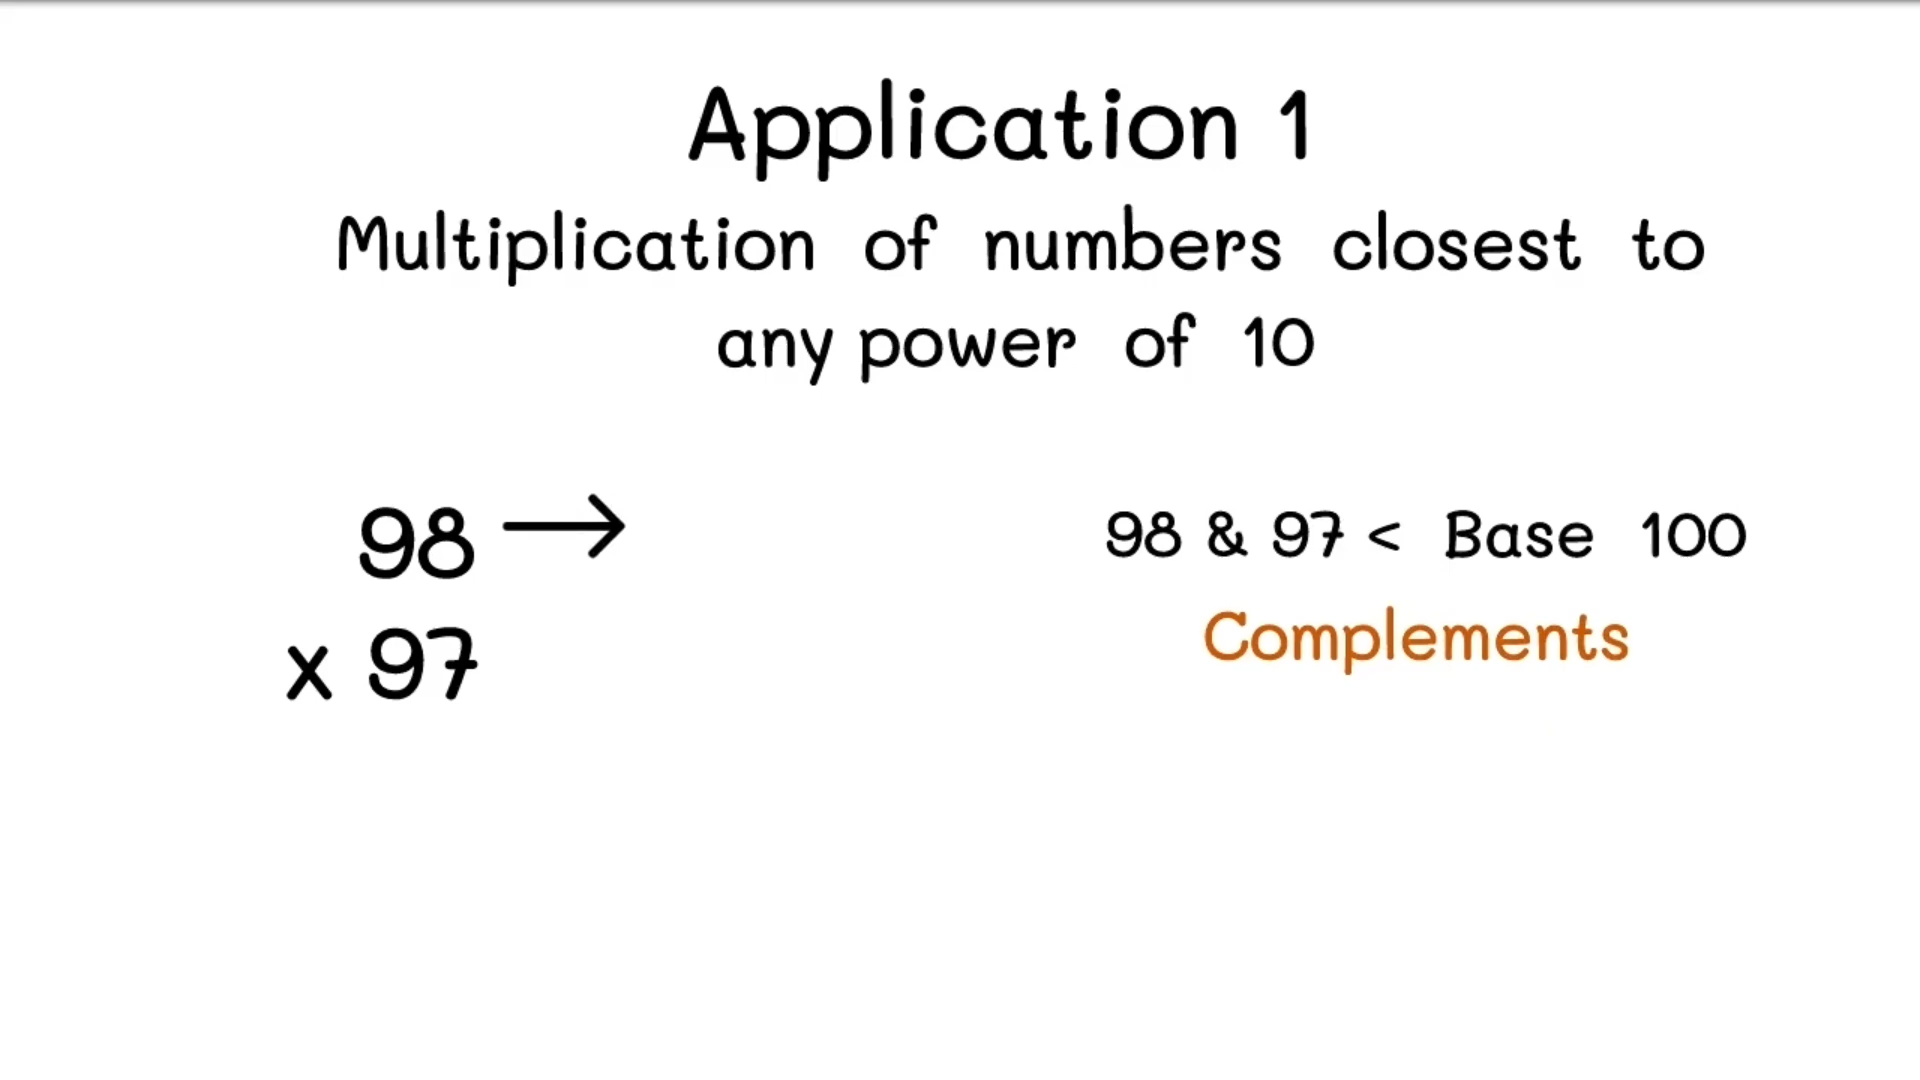 Application 1
Multiplication of numbers closest to
any power of 10
98 →
x 97
98 & 97 < Base 100
Complements